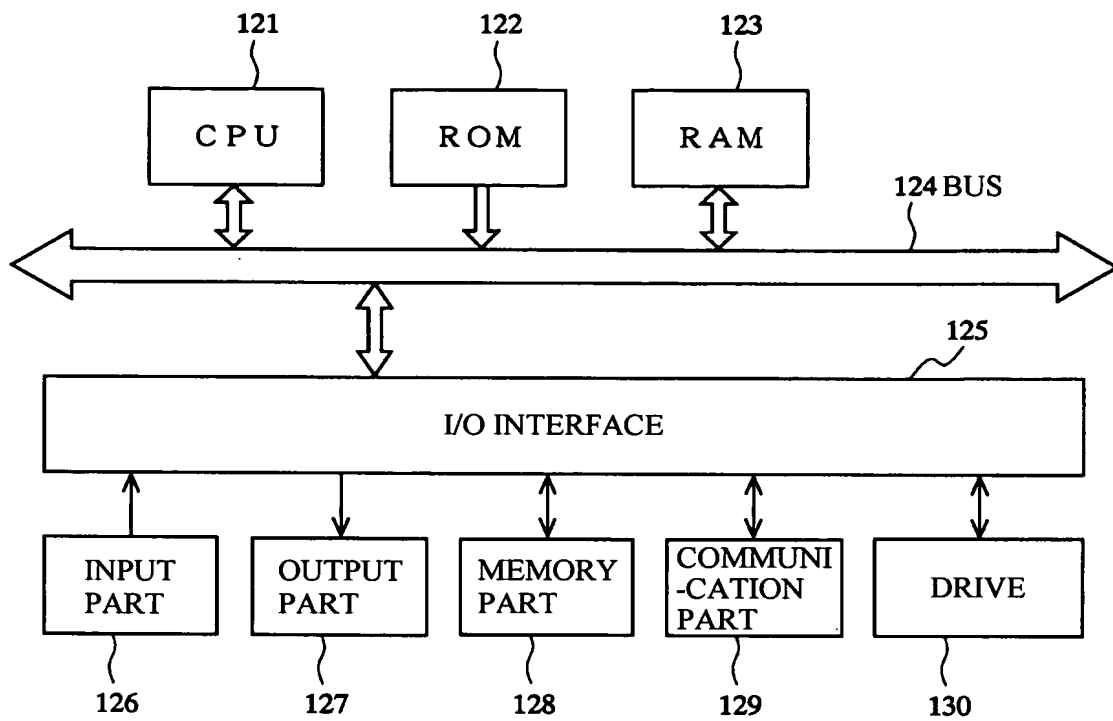 121
122
123
CPU
ROM
RAM
124 BUS
125
I/O INTERFACE
INPUT
PART
OUTPUT
PART
MEMORY
PART
COMMUNI
-CATION
PART
DRIVE
126
127
128
129
130